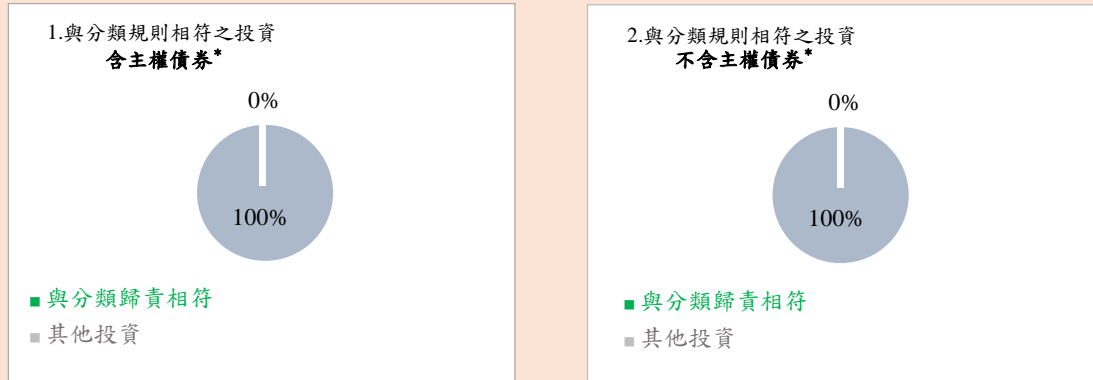 1.與分類規則相符之投資
含主權債券*
0%
100%
■ 與分類歸責相符
■ 其他投資
2.與分類規則相符之投資
不含主權債券*
0%
100%
■ 與分類歸責相符
■ 其他投資